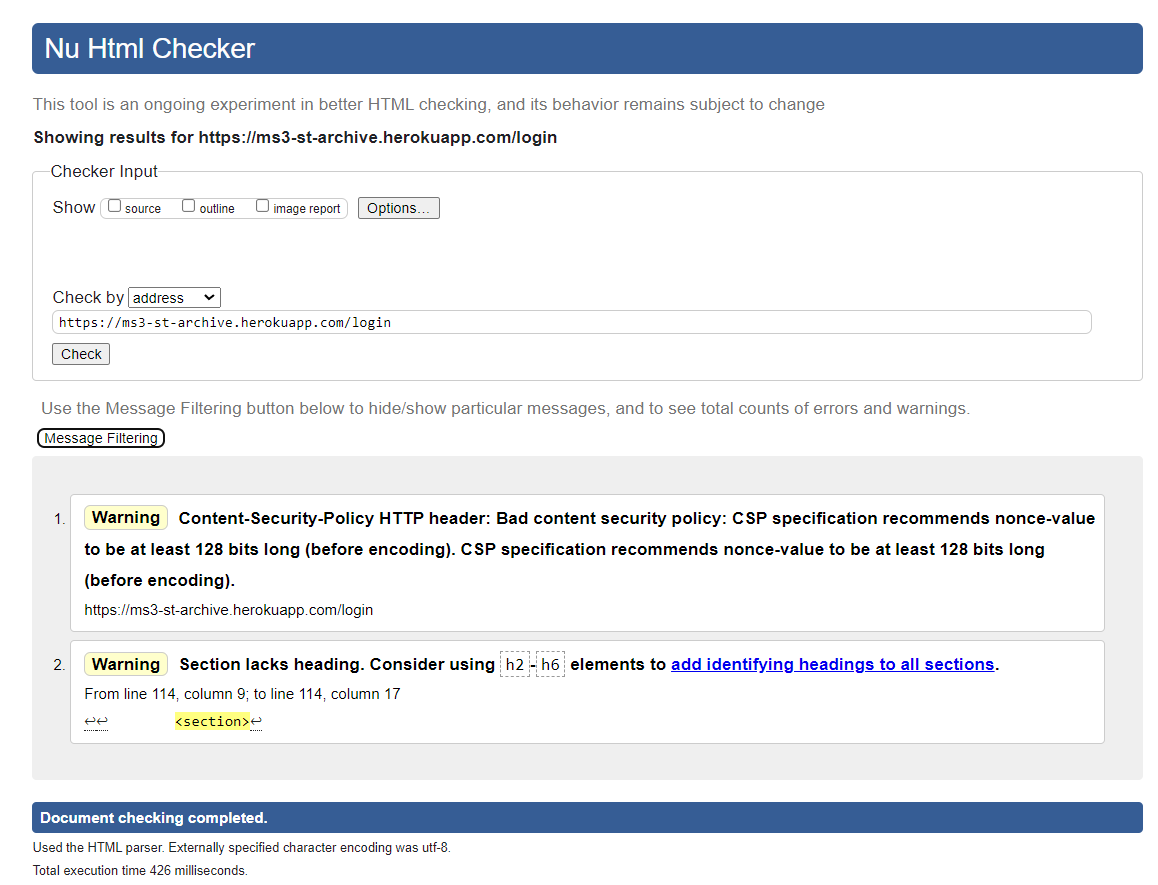 Nu Html Checker
This tool is an ongoing experiment in better HTML checking, and its behavior remains subject to change
Showing results for https://ms3-st-archive.herokuapp.com/login
Checker Input
Show source outline image report Options...
Check by address
https://ms3-st-archive.herokuapp.com/login
Check
Use the Message Filtering button below to hide/show particular messages, and to see total counts of errors and warnings.
Message Filtering
1. Warning Content-Security-Policy HTTP header: Bad content security policy: CSP specification recommends nonce-value
to be at least 128 bits long (before encoding). CSP specification recommends nonce-value to be at least 128 bits long
(before encoding).
https://ms3-st-archive.herokuapp.com/login
2. Warning Section lacks heading. Consider using h2-h6 elements to add identifying headings to all sections.
From line 114, column 9; to line 114, column 17
↩↩ <section>↩
Document checking completed.
Used the HTML parser. Externally specified character encoding was utf-8.
Total execution time 426 milliseconds.